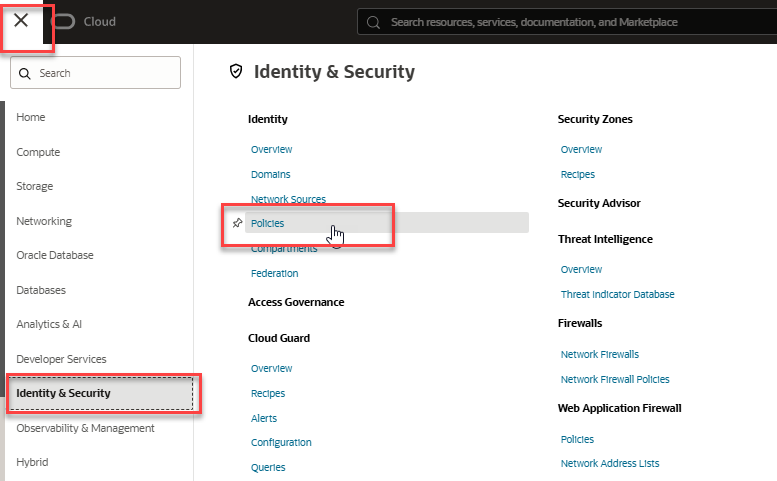 Cloud
Search resources, services, documentation, and Marketplace
Search
Home
Compute
Storage
Networking
Oracle Database
Databases
Analytics & AI
Developer Services
Identity & Security
Observability & Management
Hybrid
Identity & Security
Identity
Overview
Domains
Network Sources
Policies
Compartments
Federation
Access Governance
Cloud Guard
Overview
Recipes
Alerts
Configuration
Queries
Security Zones
Overview
Recipes
Security Advisor
Threat Intelligence
Overview
Threat Indicator Database
Firewalls
Network Firewalls
Network Firewall Policies
Web Application Firewall
Policies
Network Address Lists